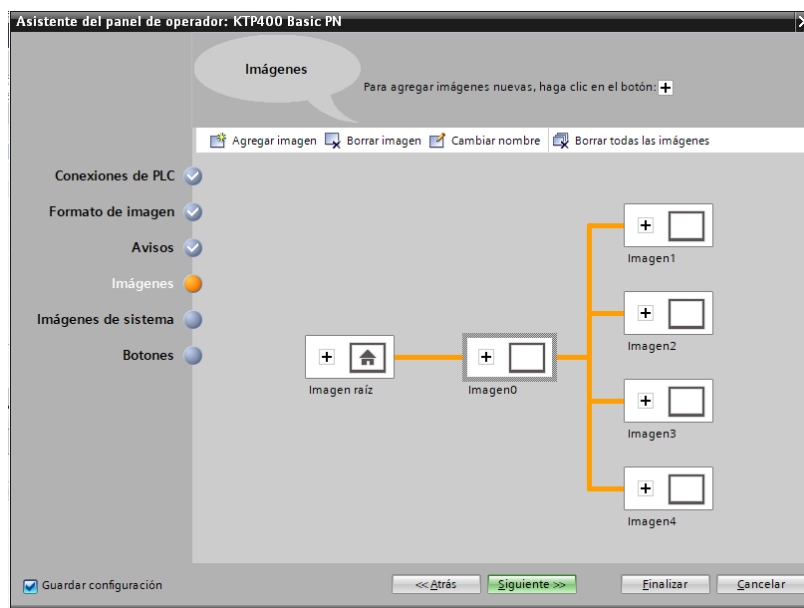 Asistente del panel de operador: KTP400 Basic PN
Imágenes
Para agregar imágenes nuevas, haga clic en el botón:
Agregar imagen Borrar imagen Cambiar nombre Borrar todas las imágenes
Conexiones de PLC
Formato de imagen
Avisos
Imágenes
Imágenes de sistema
Botones
Imagen raíz
Imagen0
Imagen1
Imagen2
Imagen3
Imagen4
Guardar configuración
<< Atrás Siguiente >> Finalizar Cancelar